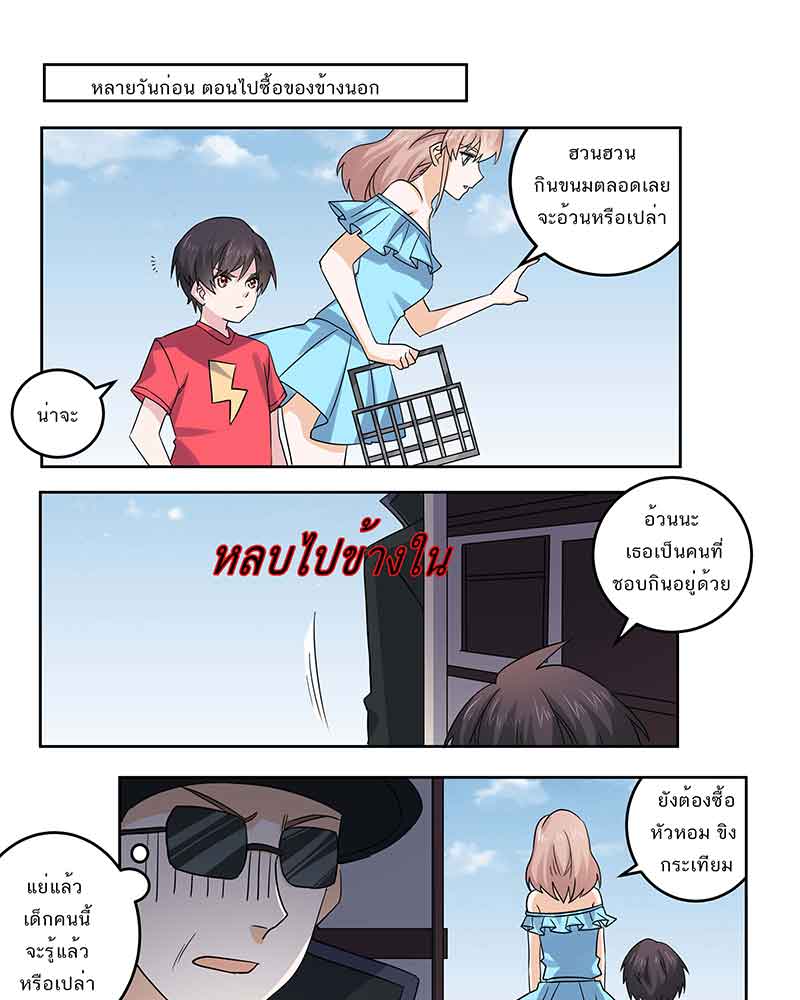 หลายวันก่อน ตอนไปซื้อของข้างนอก
ฮวนฮวน
กินขนมตลอดเลย
จะอ้วนหรือเปล่า
น่าจะ
อ้วนนะ
เธอเป็นคนที่
ชอบกินอยู่ด้วย
หลบไปข้างใน
ยังต้องซื้อ
หัวหอม ขิง
กระเทียม
แย่แล้ว
เด็กคนนี้
จะรู้แล้ว
หรือเปล่า